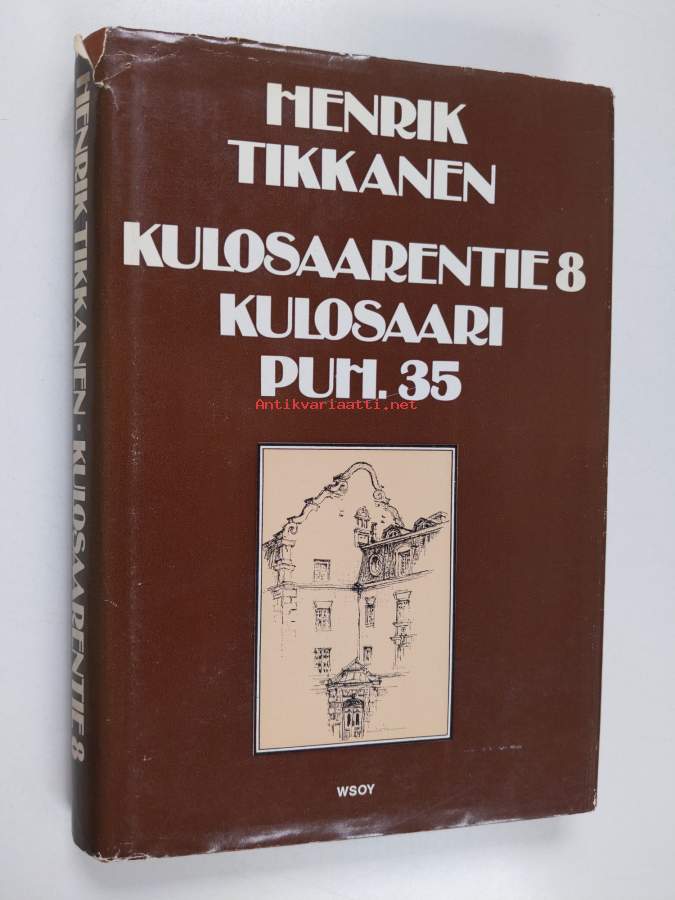 HENRIK
TIKKANEN
KULOSAARENTIE 8
KULOSAARI
PUH. 35
Antikvariaatti.net
WSOY
HENRIK TIKKANEN · KULOSAARENTIE 8